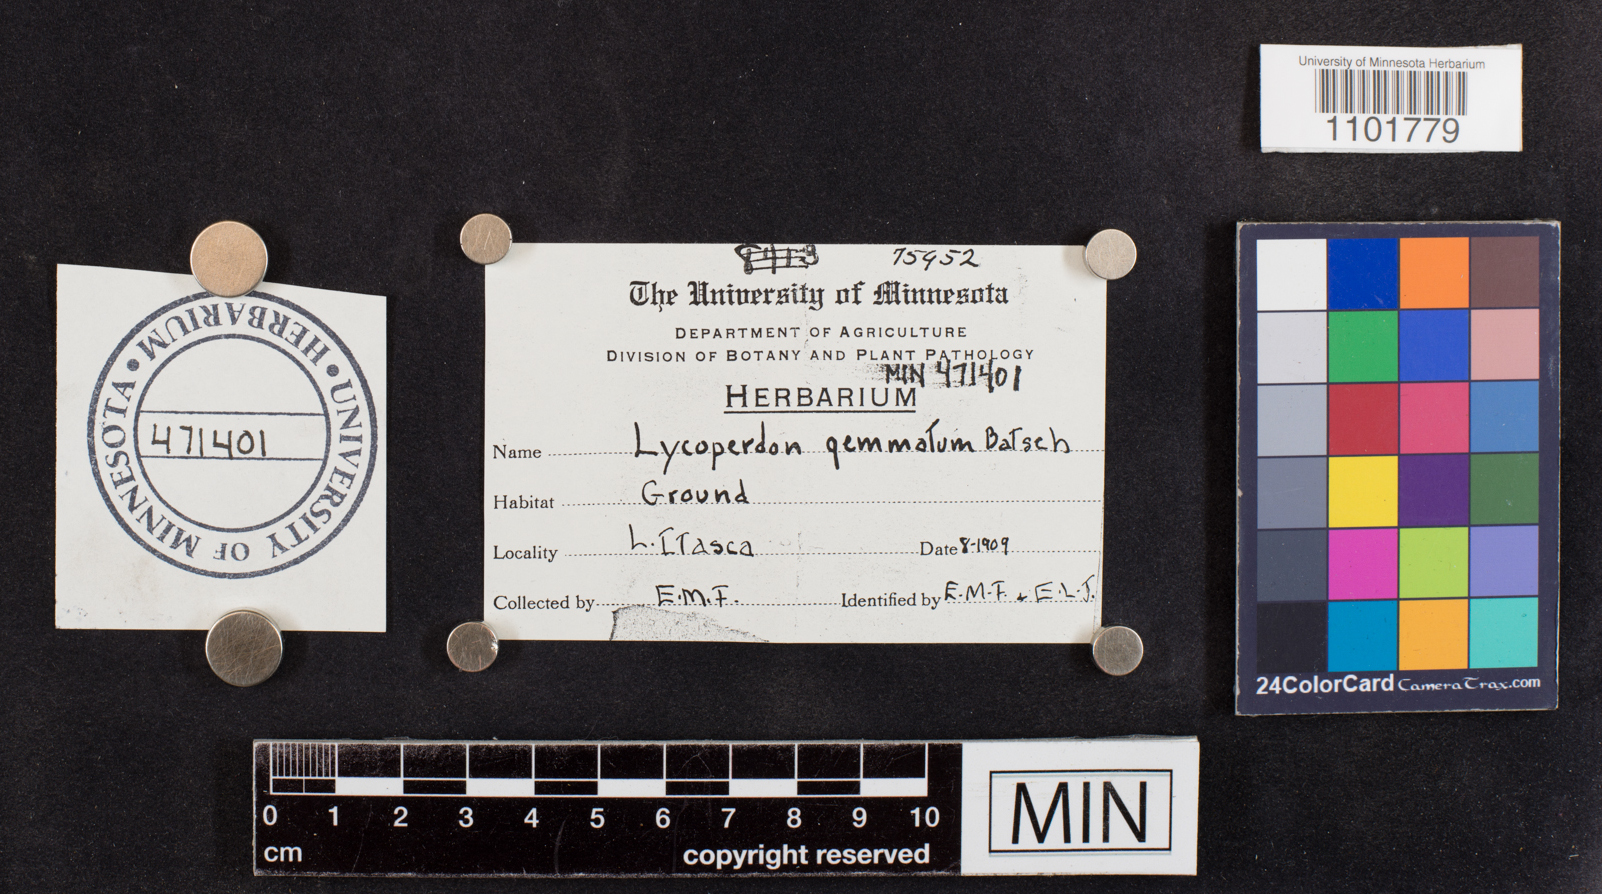 University of Minnesota Herbarium
1101779
UNIVERSITY OF MINNESOTA • HERBARIUM •
471401
75952
The University of Minnesota
DEPARTMENT OF AGRICULTURE
DIVISION OF BOTANY AND PLANT PATHOLOGY
MIN 471401
HERBARIUM
Name Lycoperdon gemmatum Batsch
Habitat Ground
Locality L. Itasca Date 8-1909
Collected by E.M.F. Identified by E.M.F. & E.L.J.
24ColorCard CameraTrax.com
0 1 2 3 4 5 6 7 8 9 10
cm copyright reserved
MIN